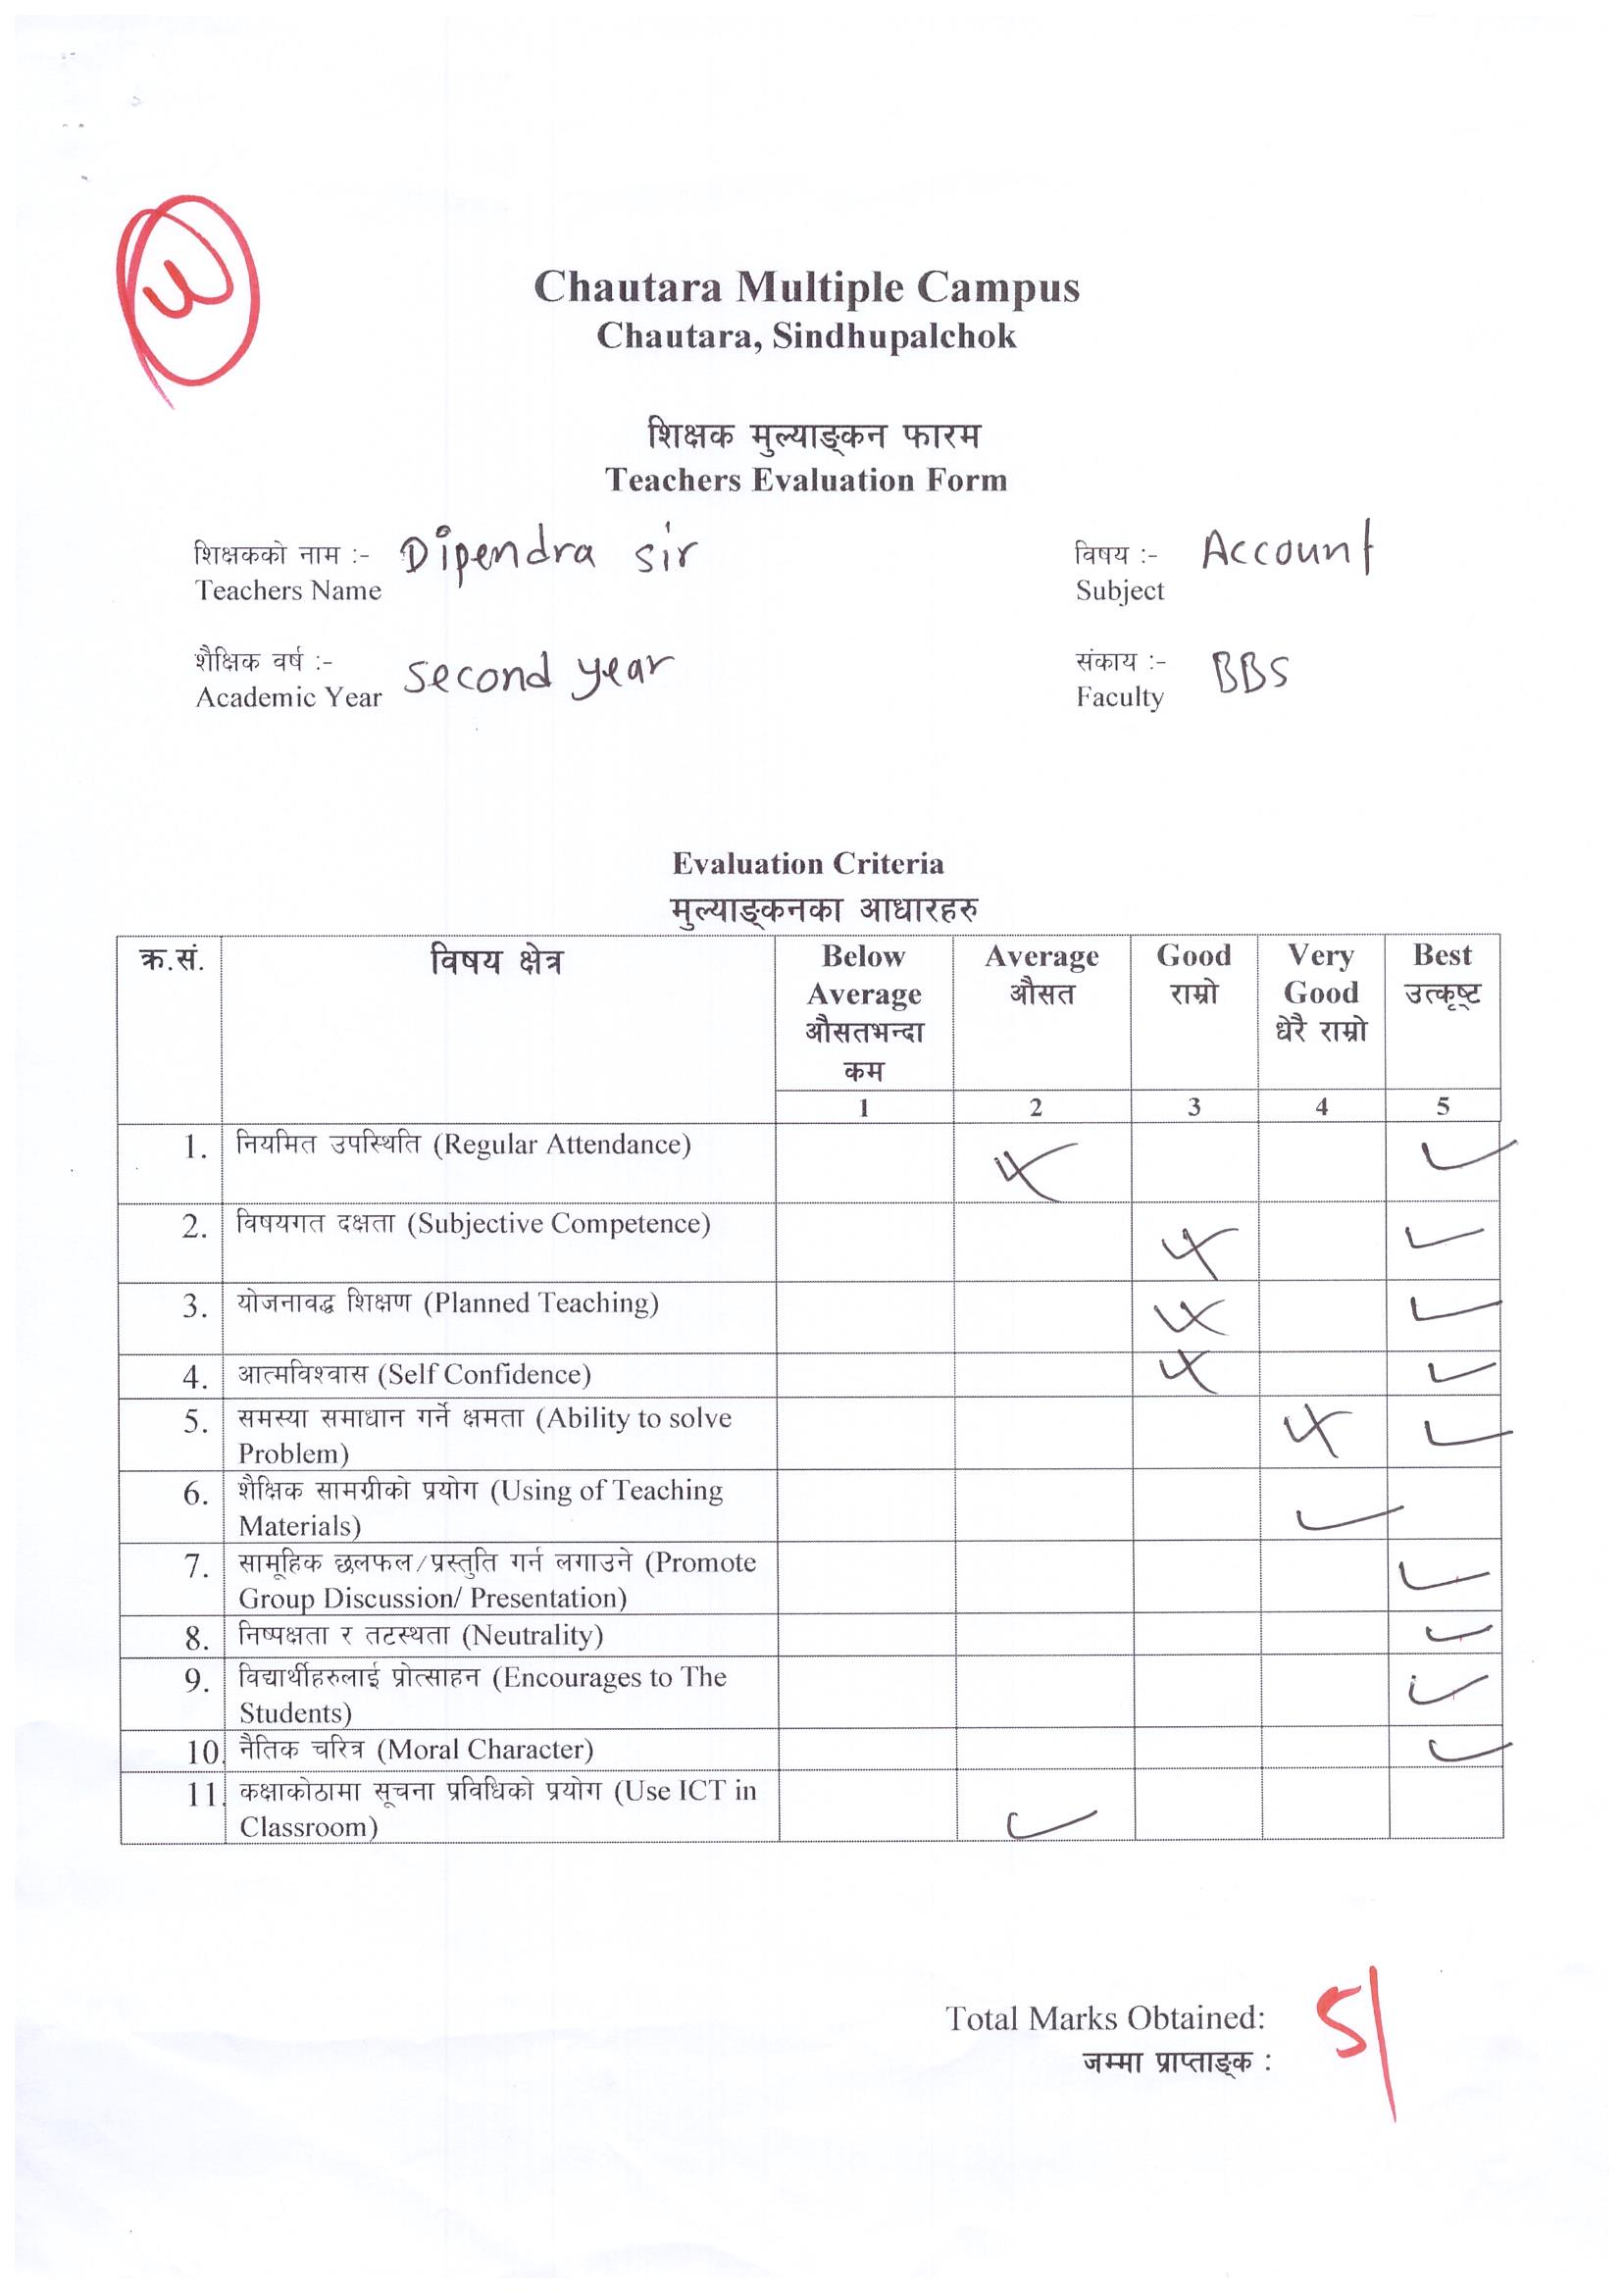 Chautara Multiple Campus
Chautara, Sindhupalchok
शिक्षक मुल्याङ्कन फारम
Teachers Evaluation Form
शिक्षकको नाम :- Dipendra sir विषय :- Account
Teachers Name Subject
शैक्षिक वर्ष :- second year संकाय :- BBS
Academic Year Faculty
Evaluation Criteria
मुल्याङ्कनका आधारहरु
क्र.सं. विषय क्षेत्र Below Average Good Very Best
Average औसत राम्रो Good उत्कृष्ट
औसतभन्दा धेरै राम्रो
कम
1 2 3 4 5
1. नियमित उपस्थिति (Regular Attendance)
2. विषयगत दक्षता (Subjective Competence)
3. योजनावद्ध शिक्षण (Planned Teaching)
4. आत्मविश्वास (Self Confidence)
5. समस्या समाधान गर्ने क्षमता (Ability to solve
Problem)
6. शैक्षिक सामग्रीको प्रयोग (Using of Teaching
Materials)
7. सामूहिक छलफल/प्रस्तुति गर्न लगाउने (Promote
Group Discussion/ Presentation)
8. निष्पक्षता र तटस्थता (Neutrality)
9. विद्यार्थीहरुलाई प्रोत्साहन (Encourages to The
Students)
10. नैतिक चरित्र (Moral Character)
11. कक्षाकोठामा सूचना प्रविधिको प्रयोग (Use ICT in
Classroom)
Total Marks Obtained: 51
जम्मा प्राप्ताङ्क :